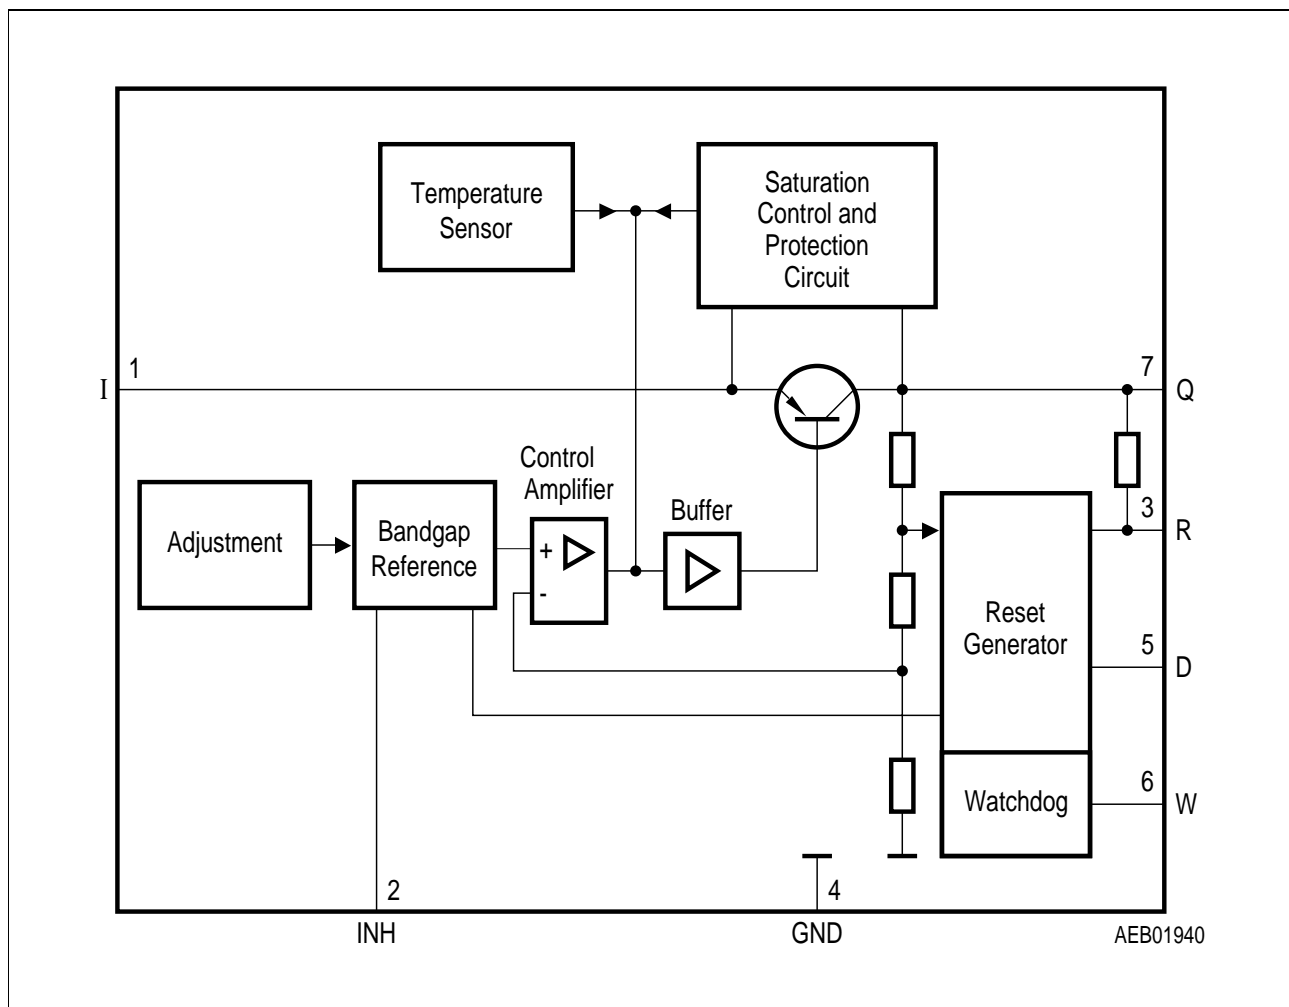 Temperature
Sensor
Saturation
Control and
Protection
Circuit
1
I
7
Q
Control
Amplifier
Buffer
Adjustment
Bandgap
Reference
+
-
3
R
Reset
Generator
5
D
Watchdog
6
W
2
INH
4
GND
AEB01940